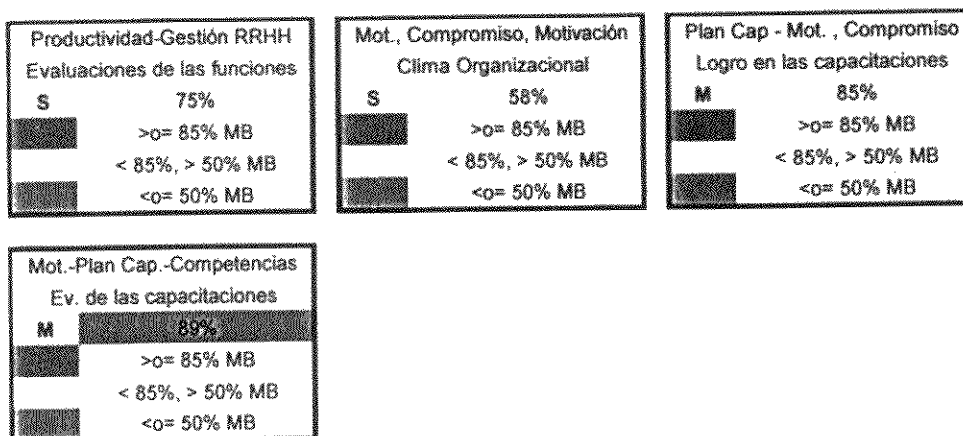 Productividad-Gestión RRHH
Evaluaciones de las funciones
S 75%
>o= 85% MB
< 85%, > 50% MB
<o= 50% MB
Mot., Compromiso, Motivación
Clima Organizacional
S 58%
>o= 85% MB
< 85%, > 50% MB
<o= 50% MB
Plan Cap - Mot. , Compromiso
Logro en las capacitaciones
M 85%
>o= 85% MB
< 85%, > 50% MB
<o= 50% MB
Mot.-Plan Cap.-Competencias
Ev. de las capacitaciones
M 89%
>o= 85% MB
< 85%, > 50% MB
<o= 50% MB